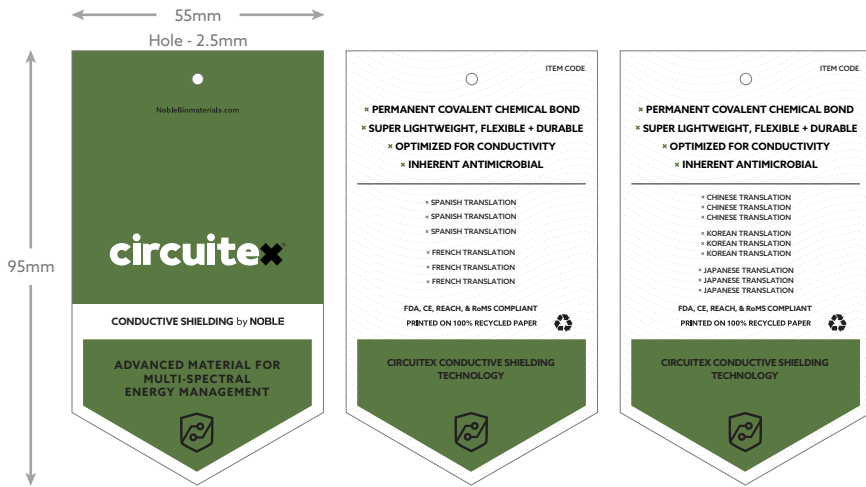 55mm
Hole - 2.5mm
95mm
NobleBiomaterials.com
circuitex®
CONDUCTIVE SHIELDING by NOBLE
ADVANCED MATERIAL FOR
MULTI-SPECTRAL
ENERGY MANAGEMENT
ITEM CODE
× PERMANENT COVALENT CHEMICAL BOND
× SUPER LIGHTWEIGHT, FLEXIBLE + DURABLE
× OPTIMIZED FOR CONDUCTIVITY
× INHERENT ANTIMICROBIAL
× SPANISH TRANSLATION
× SPANISH TRANSLATION
× SPANISH TRANSLATION
× FRENCH TRANSLATION
× FRENCH TRANSLATION
× FRENCH TRANSLATION
FDA, CE, REACH, & RoMS COMPLIANT
PRINTED ON 100% RECYCLED PAPER
CIRCUITEX CONDUCTIVE SHIELDING
TECHNOLOGY
ITEM CODE
× PERMANENT COVALENT CHEMICAL BOND
× SUPER LIGHTWEIGHT, FLEXIBLE + DURABLE
× OPTIMIZED FOR CONDUCTIVITY
× INHERENT ANTIMICROBIAL
× CHINESE TRANSLATION
× CHINESE TRANSLATION
× CHINESE TRANSLATION
× KOREAN TRANSLATION
× KOREAN TRANSLATION
× KOREAN TRANSLATION
× JAPANESE TRANSLATION
× JAPANESE TRANSLATION
× JAPANESE TRANSLATION
FDA, CE, REACH, & RoMS COMPLIANT
PRINTED ON 100% RECYCLED PAPER
CIRCUITEX CONDUCTIVE SHIELDING
TECHNOLOGY